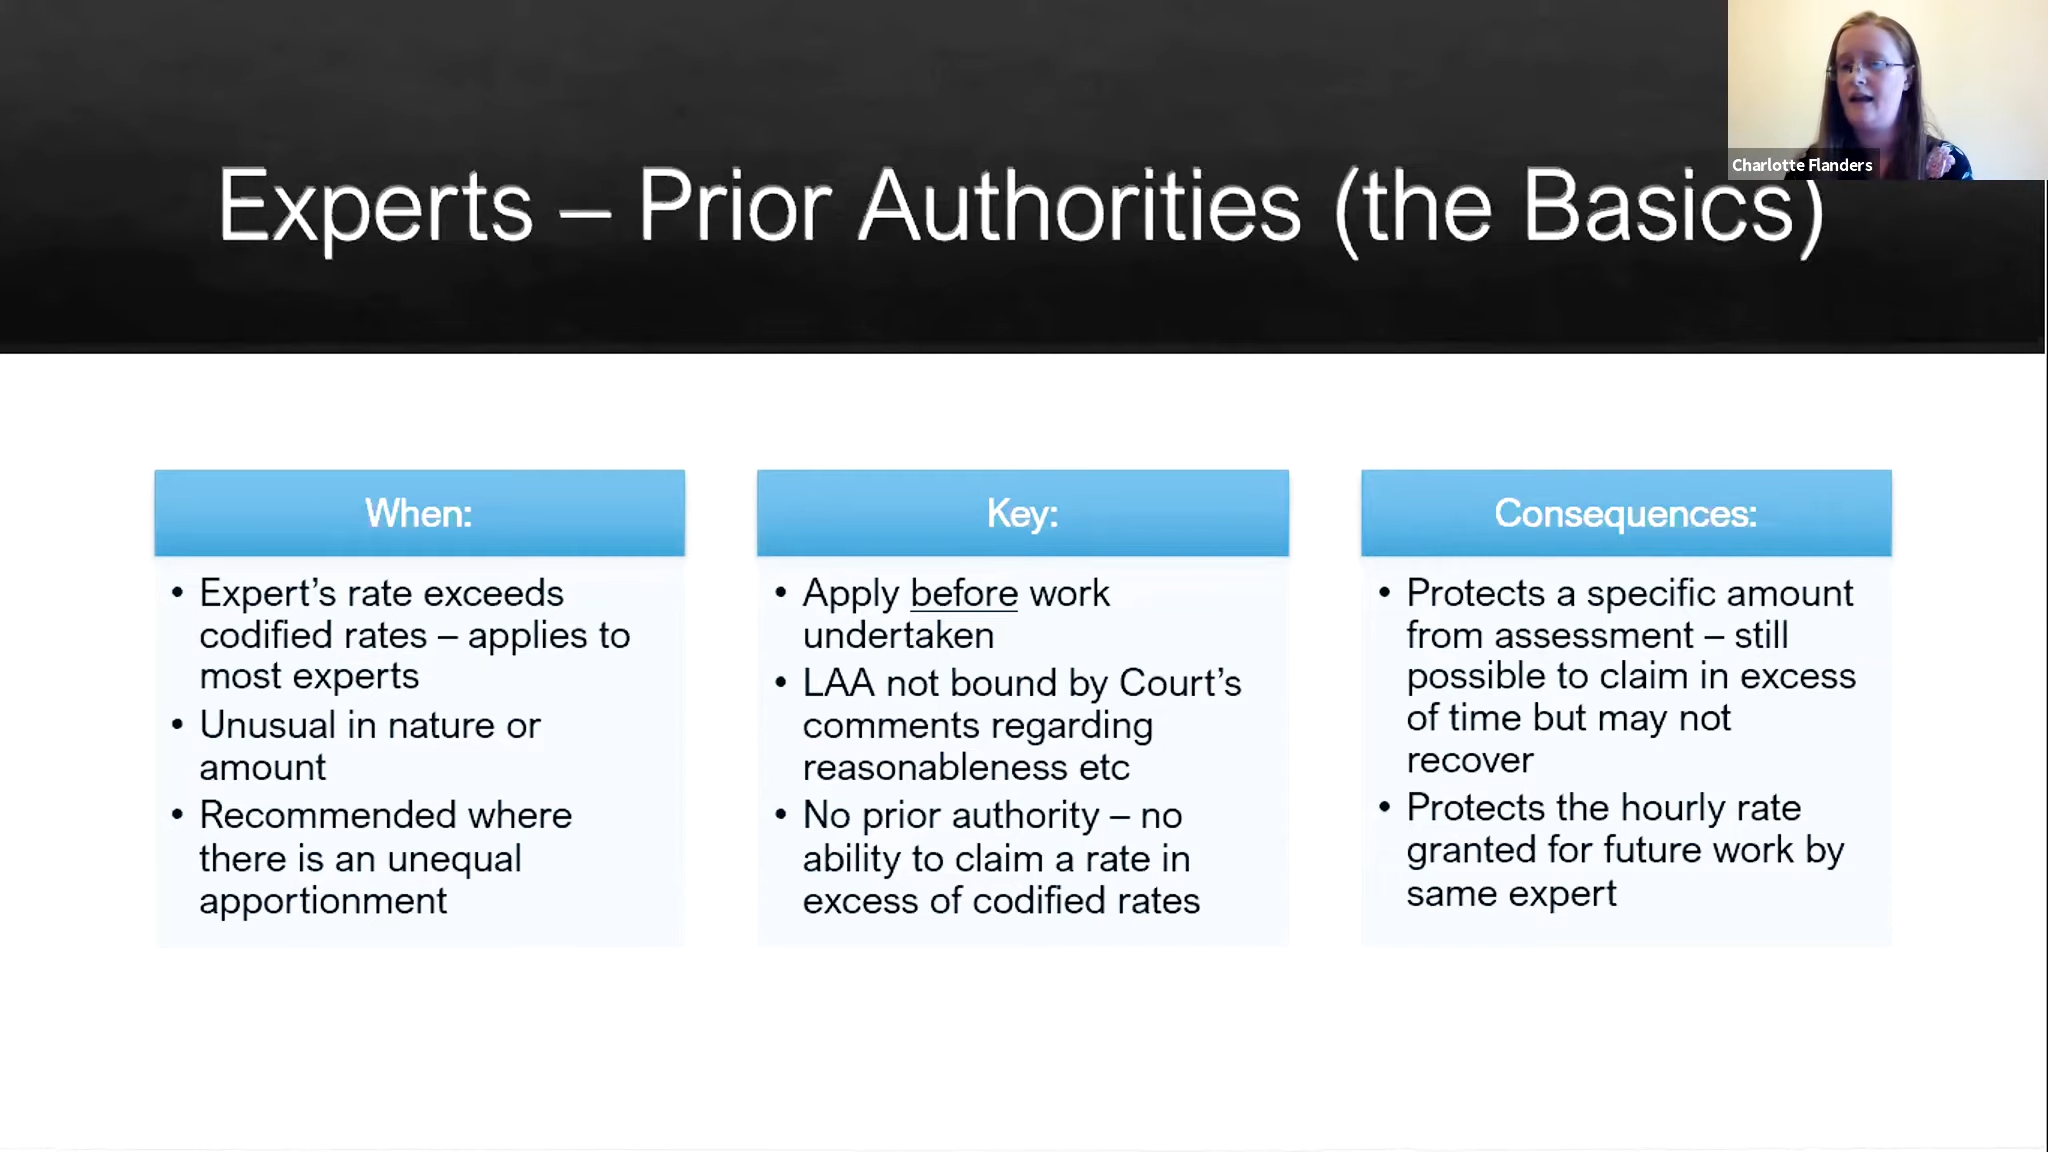 Charlotte Flanders
Experts – Prior Authorities (the Basics)
When:
• Expert’s rate exceeds
codified rates – applies to
most experts
• Unusual in nature or
amount
• Recommended where
there is an unequal
apportionment
Key:
• Apply before work
undertaken
• LAA not bound by Court’s
comments regarding
reasonableness etc
• No prior authority – no
ability to claim a rate in
excess of codified rates
Consequences:
• Protects a specific amount
from assessment – still
possible to claim in excess
of time but may not
recover
• Protects the hourly rate
granted for future work by
same expert